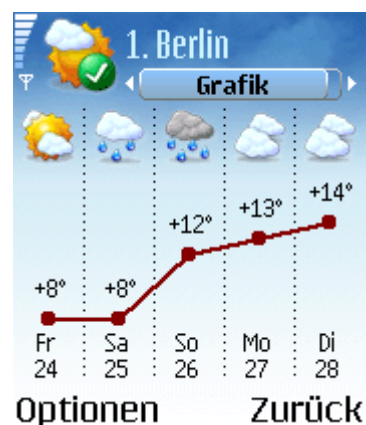 1. Berlin
Grafik
+8° +8° +12° +13° +14°
Fr Sa So Mo Di
24 25 26 27 28
Optionen Zurück